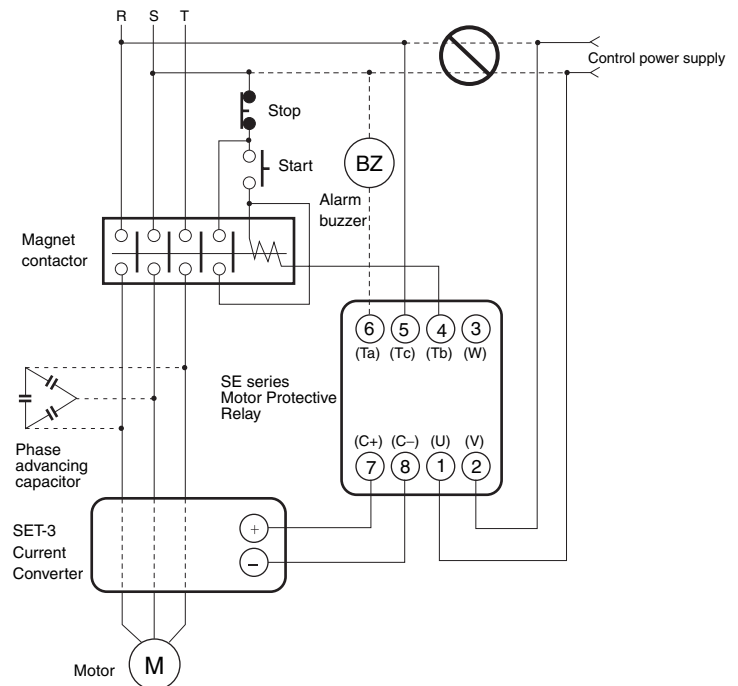 R S T
Control power supply
Stop
Start
BZ
Alarm
buzzer
Magnet
contactor
6 5 4 3
(Ta) (Tc) (Tb) (W)
SE series
Motor Protective
Relay
(C+) (C−) (U) (V)
7 8 1 2
Phase
advancing
capacitor
SET-3
Current
Converter
+
−
Motor
M